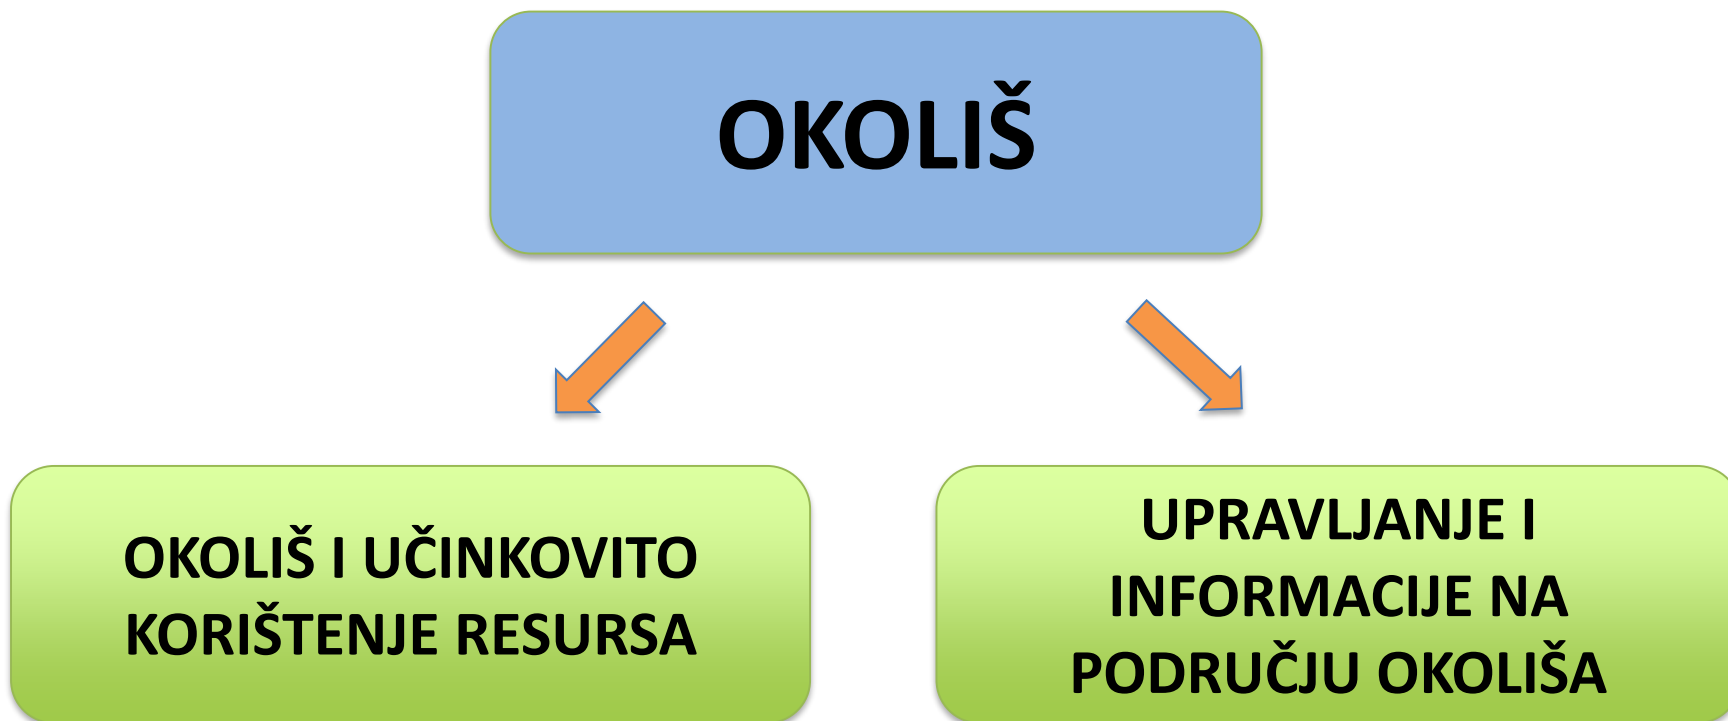 OKOLIŠ
OKOLIŠ I UČINKOVITO
KORIŠTENJE RESURSA
UPRAVLJANJE I
INFORMACIJE NA
PODRUČJU OKOLIŠA